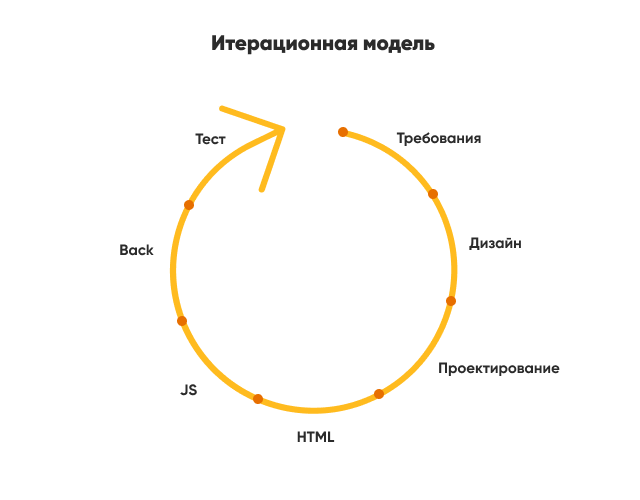 Итерационная модель
Требования
Дизайн
Проектирование
HTML
JS
Back
Тест